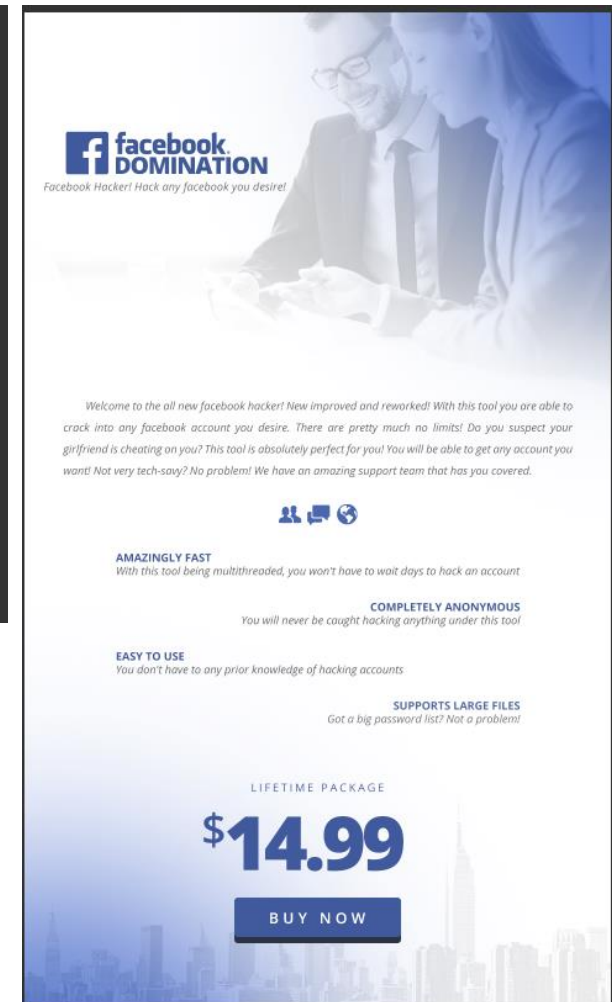 facebook.
DOMINATION
Facebook Hacker! Hack any facebook you desire!
Welcome to the all new facebook hacker! New improved and reworked! With this tool you are able to
crack into any facebook account you desire. There are pretty much no limits! Do you suspect your
girlfriend is cheating on you? This tool is absolutely perfect for you! You will be able to get any account you
want! Not very tech-savy? No problem! We have an amazing support team that has you covered.
AMAZINGLY FAST
With this tool being multithreaded, you won't have to wait days to hack an account
COMPLETELY ANONYMOUS
You will never be caught hacking anything under this tool
EASY TO USE
You don't have to any prior knowledge of hacking accounts
SUPPORTS LARGE FILES
Got a big password list? Not a problem!
LIFETIME PACKAGE
$14.99
BUY NOW